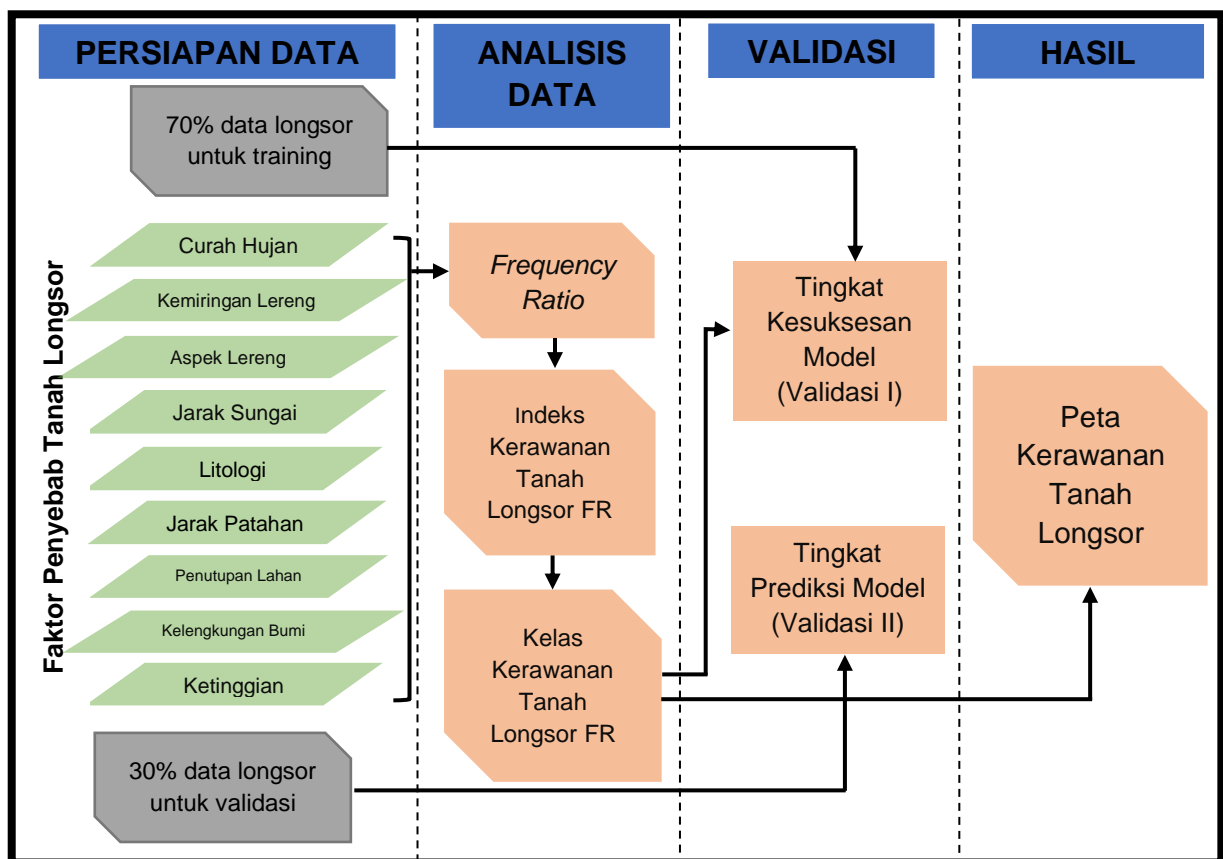 PERSIAPAN DATA
ANALISIS
DATA
VALIDASI
HASIL
70% data longsor
untuk training
Faktor Penyebab Tanah Longsor
Curah Hujan
Kemiringan Lereng
Aspek Lereng
Jarak Sungai
Litologi
Jarak Patahan
Penutupan Lahan
Kelengkungan Bumi
Ketinggian
30% data longsor
untuk validasi
Frequency
Ratio
Indeks
Kerawanan
Tanah
Longsor FR
Kelas
Kerawanan
Tanah
Longsor FR
Tingkat
Kesuksesan
Model
(Validasi I)
Tingkat
Prediksi Model
(Validasi II)
Peta
Kerawanan
Tanah
Longsor